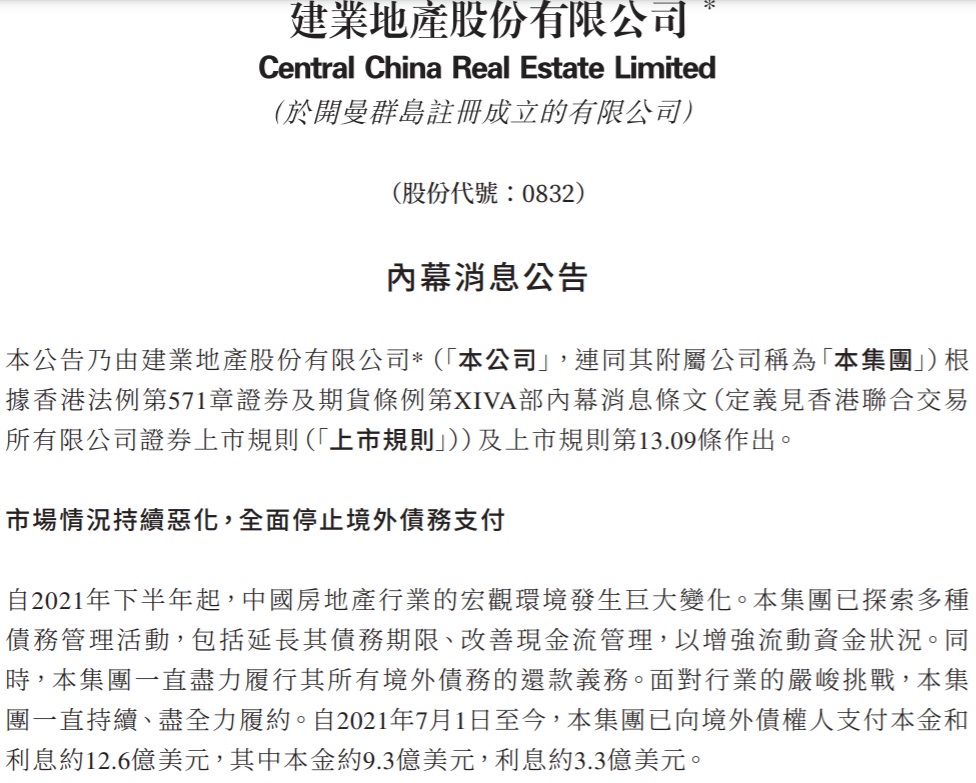 建業地產股份有限公司*
Central China Real Estate Limited
（於開曼群島註冊成立的有限公司）
（股份代號：0832）
內幕消息公告
本公告乃由建業地產股份有限公司*（「本公司」，連同其附屬公司稱為「本集團」）根
據香港法例第571章證券及期貨條例第XIVA部內幕消息條文（定義見香港聯合交易
所有限公司證券上市規則（「上市規則」））及上市規則第13.09條作出。
市場情況持續惡化，全面停止境外債務支付
自2021年下半年起，中國房地產行業的宏觀環境發生巨大變化。本集團已探索多種
債務管理活動，包括延長其債務期限、改善現金流管理，以增強流動資金狀況。同
時，本集團一直盡力履行其所有境外債務的還款義務。面對行業的嚴峻挑戰，本集
團一直持續、盡全力履約。自2021年7月1日至今，本集團已向境外債權人支付本金和
利息約12.6億美元，其中本金約9.3億美元，利息約3.3億美元。